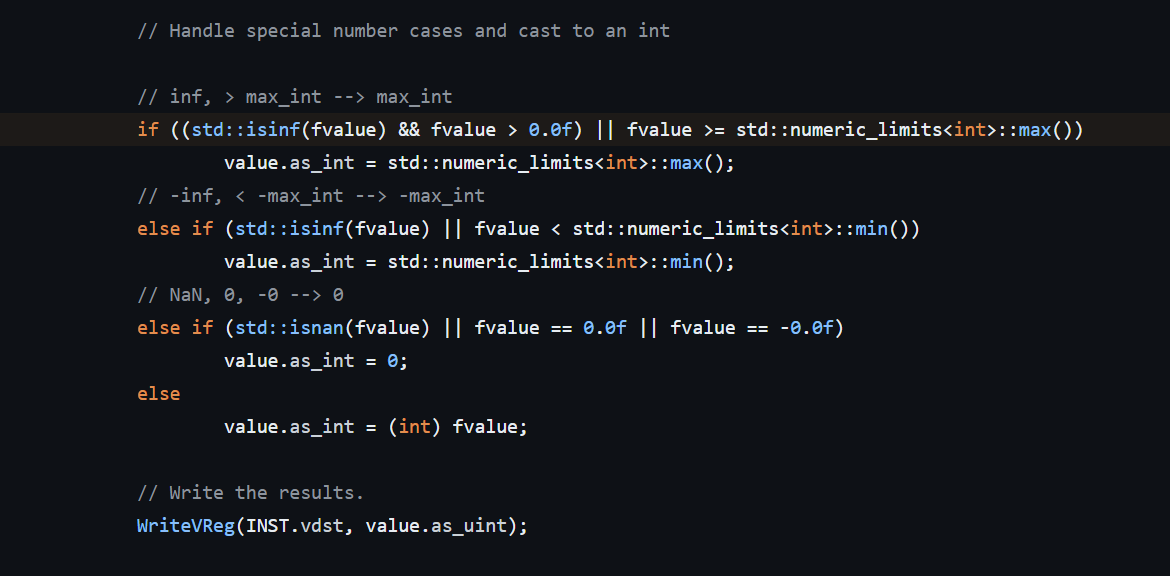 // Handle special number cases and cast to an int
// inf, > max_int --> max_int
if ((std::isinf(fvalue) && fvalue > 0.0f) || fvalue >= std::numeric_limits<int>::max())
value.as_int = std::numeric_limits<int>::max();
// -inf, < -max_int --> -max_int
else if (std::isinf(fvalue) || fvalue < std::numeric_limits<int>::min())
value.as_int = std::numeric_limits<int>::min();
// NaN, 0, -0 --> 0
else if (std::isnan(fvalue) || fvalue == 0.0f || fvalue == -0.0f)
value.as_int = 0;
else
value.as_int = (int) fvalue;
// Write the results.
WriteVReg(INST.vdst, value.as_uint);